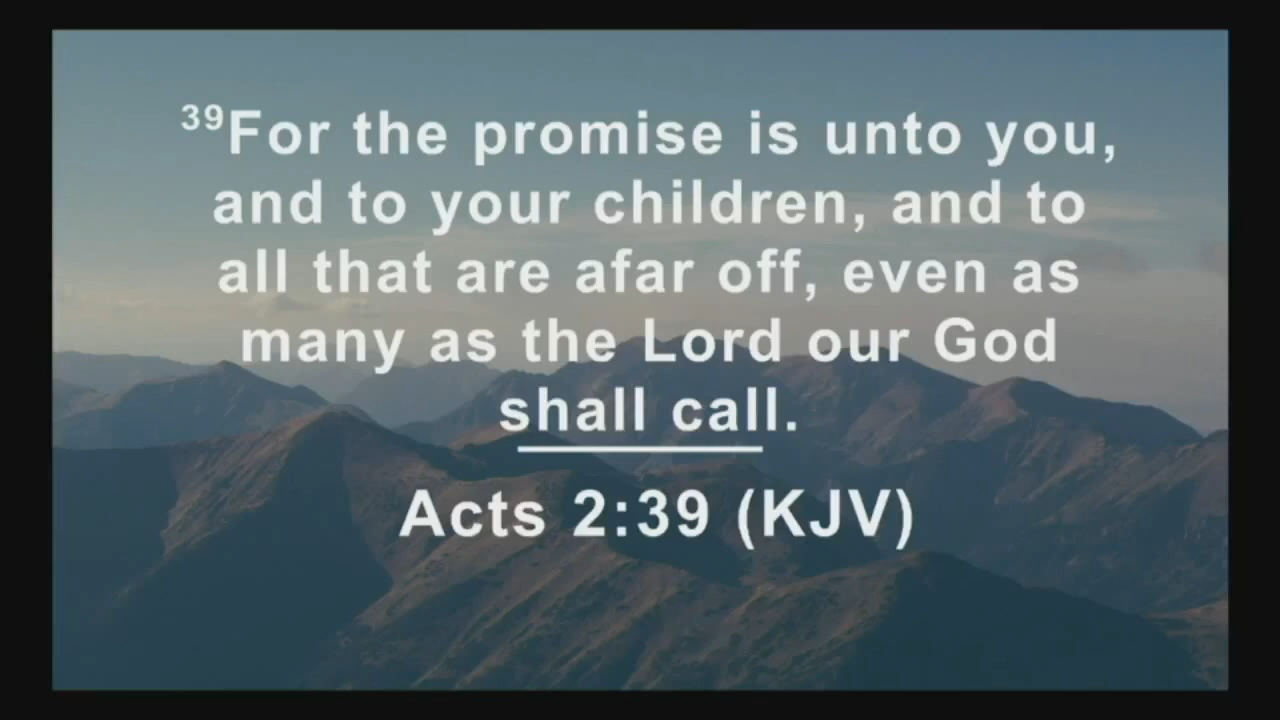 39For the promise is unto you,
and to your children, and to
all that are afar off, even as
many as the Lord our God
shall call.
Acts 2:39 (KJV)